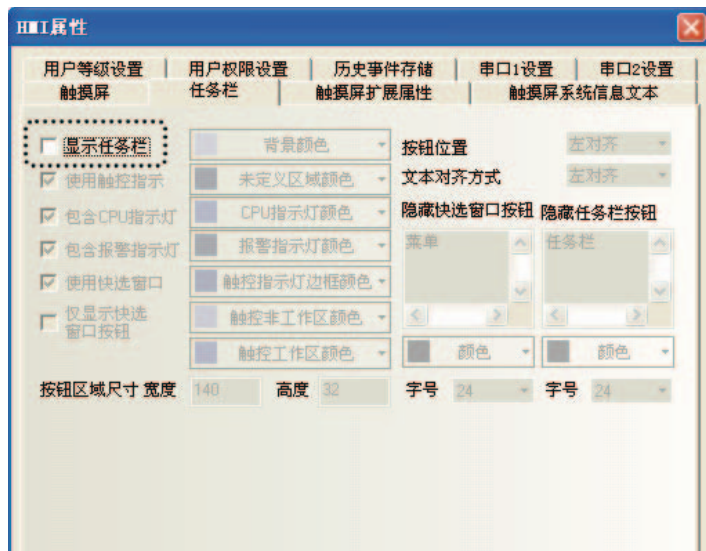 HMI属性
用户等级设置 用户权限设置 历史事件存储 串口1设置 串口2设置
触摸屏 任务栏 触摸屏扩展属性 触摸屏系统信息文本
显示任务栏 背景颜色 按钮位置 左对齐
使用触控指示 未定义区域颜色 文本对齐方式 左对齐
包含CPU指示灯 CPU指示灯颜色 隐藏快选窗口按钮 隐藏任务栏按钮
包含报警指示灯 报警指示灯颜色 菜单 任务栏
使用快选窗口 触控指示灯边框颜色
仅显示快选 触控非工作区颜色
窗口按钮
触控工作区颜色 颜色 颜色
按钮区域尺寸 宽度 140 高度 32 字号 24 字号 24